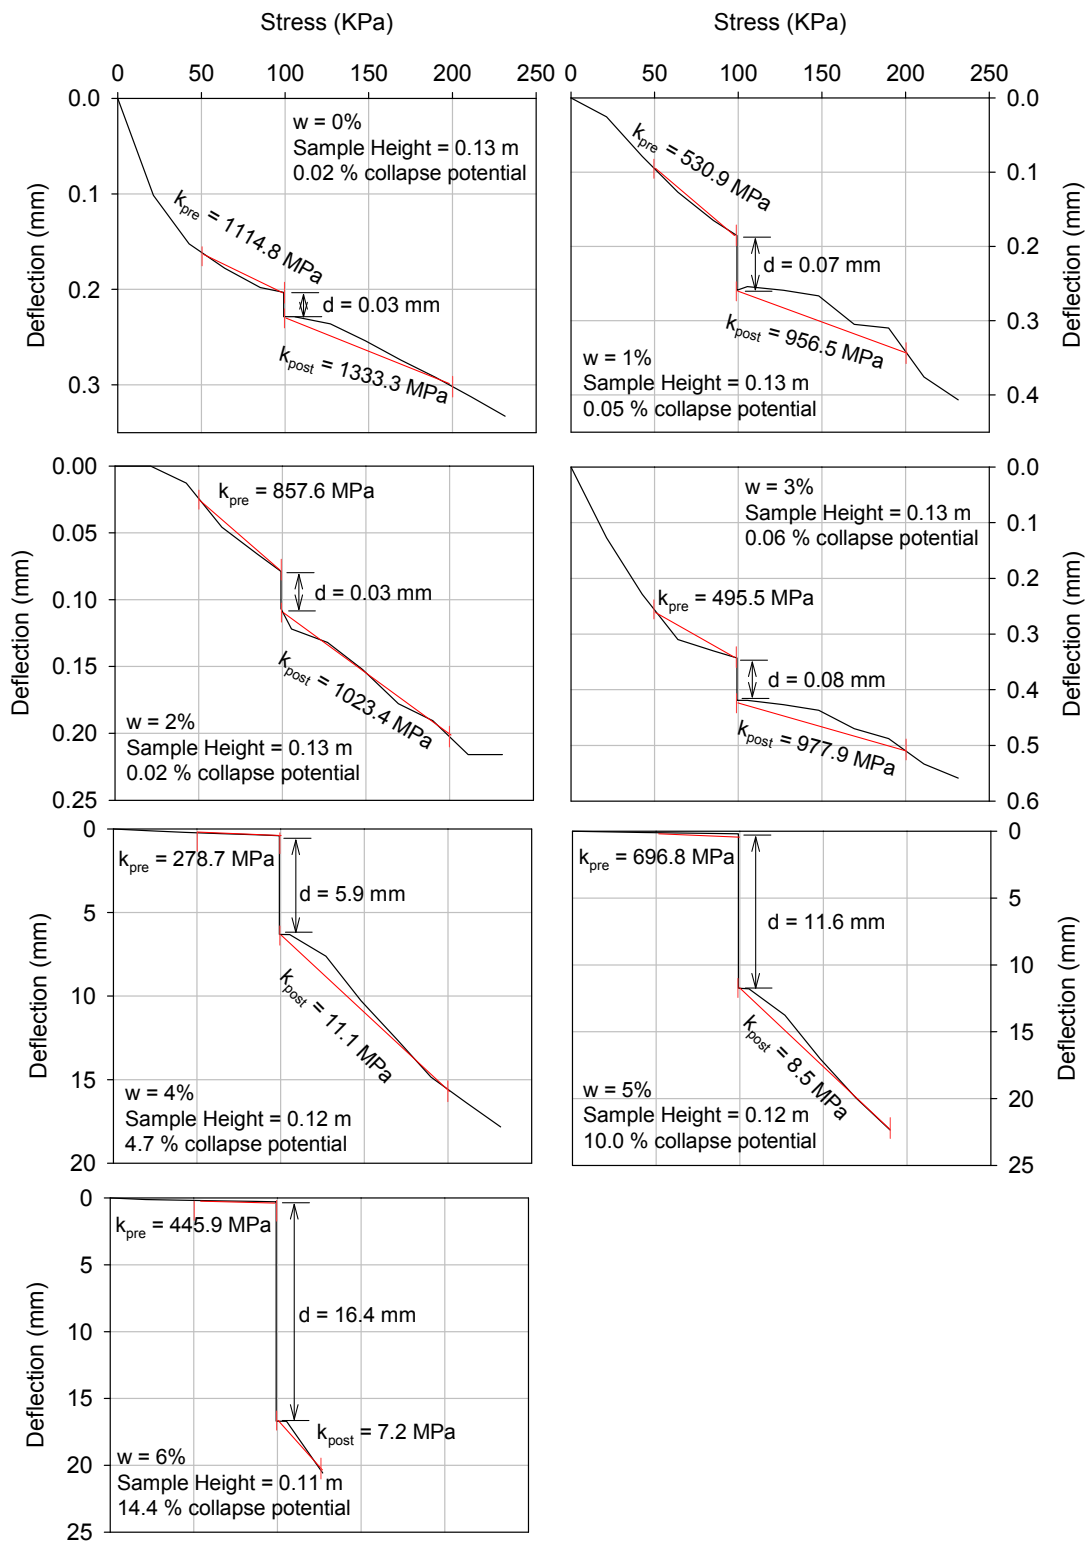 Stress (KPa)
Stress (KPa)
0 50 100 150 200 250
0 50 100 150 200 250
Deflection (mm)
0.0
0.1
0.2
0.3
w = 0%
Sample Height = 0.13 m
0.02 % collapse potential
kpre = 1114.8 MPa
d = 0.03 mm
kpost = 1333.3 MPa
kpre = 530.9 MPa
d = 0.07 mm
kpost = 956.5 MPa
w = 1%
Sample Height = 0.13 m
0.05 % collapse potential
0.0
0.1
0.2
0.3
0.4
Deflection (mm)
Deflection (mm)
0.00
0.05
0.10
0.15
0.20
0.25
kpre = 857.6 MPa
d = 0.03 mm
kpost = 1023.4 MPa
w = 2%
Sample Height = 0.13 m
0.02 % collapse potential
w = 3%
Sample Height = 0.13 m
0.06 % collapse potential
kpre = 495.5 MPa
d = 0.08 mm
kpost = 977.9 MPa
0.0
0.1
0.2
0.3
0.4
0.5
0.6
Deflection (mm)
Deflection (mm)
0
5
10
15
20
kpre = 278.7 MPa
d = 5.9 mm
kpost = 11.1 MPa
w = 4%
Sample Height = 0.12 m
4.7 % collapse potential
kpre = 696.8 MPa
d = 11.6 mm
kpost = 8.5 MPa
w = 5%
Sample Height = 0.12 m
10.0 % collapse potential
0
5
10
15
20
25
Deflection (mm)
Deflection (mm)
0
5
10
15
20
25
kpre = 445.9 MPa
d = 16.4 mm
kpost = 7.2 MPa
w = 6%
Sample Height = 0.11 m
14.4 % collapse potential